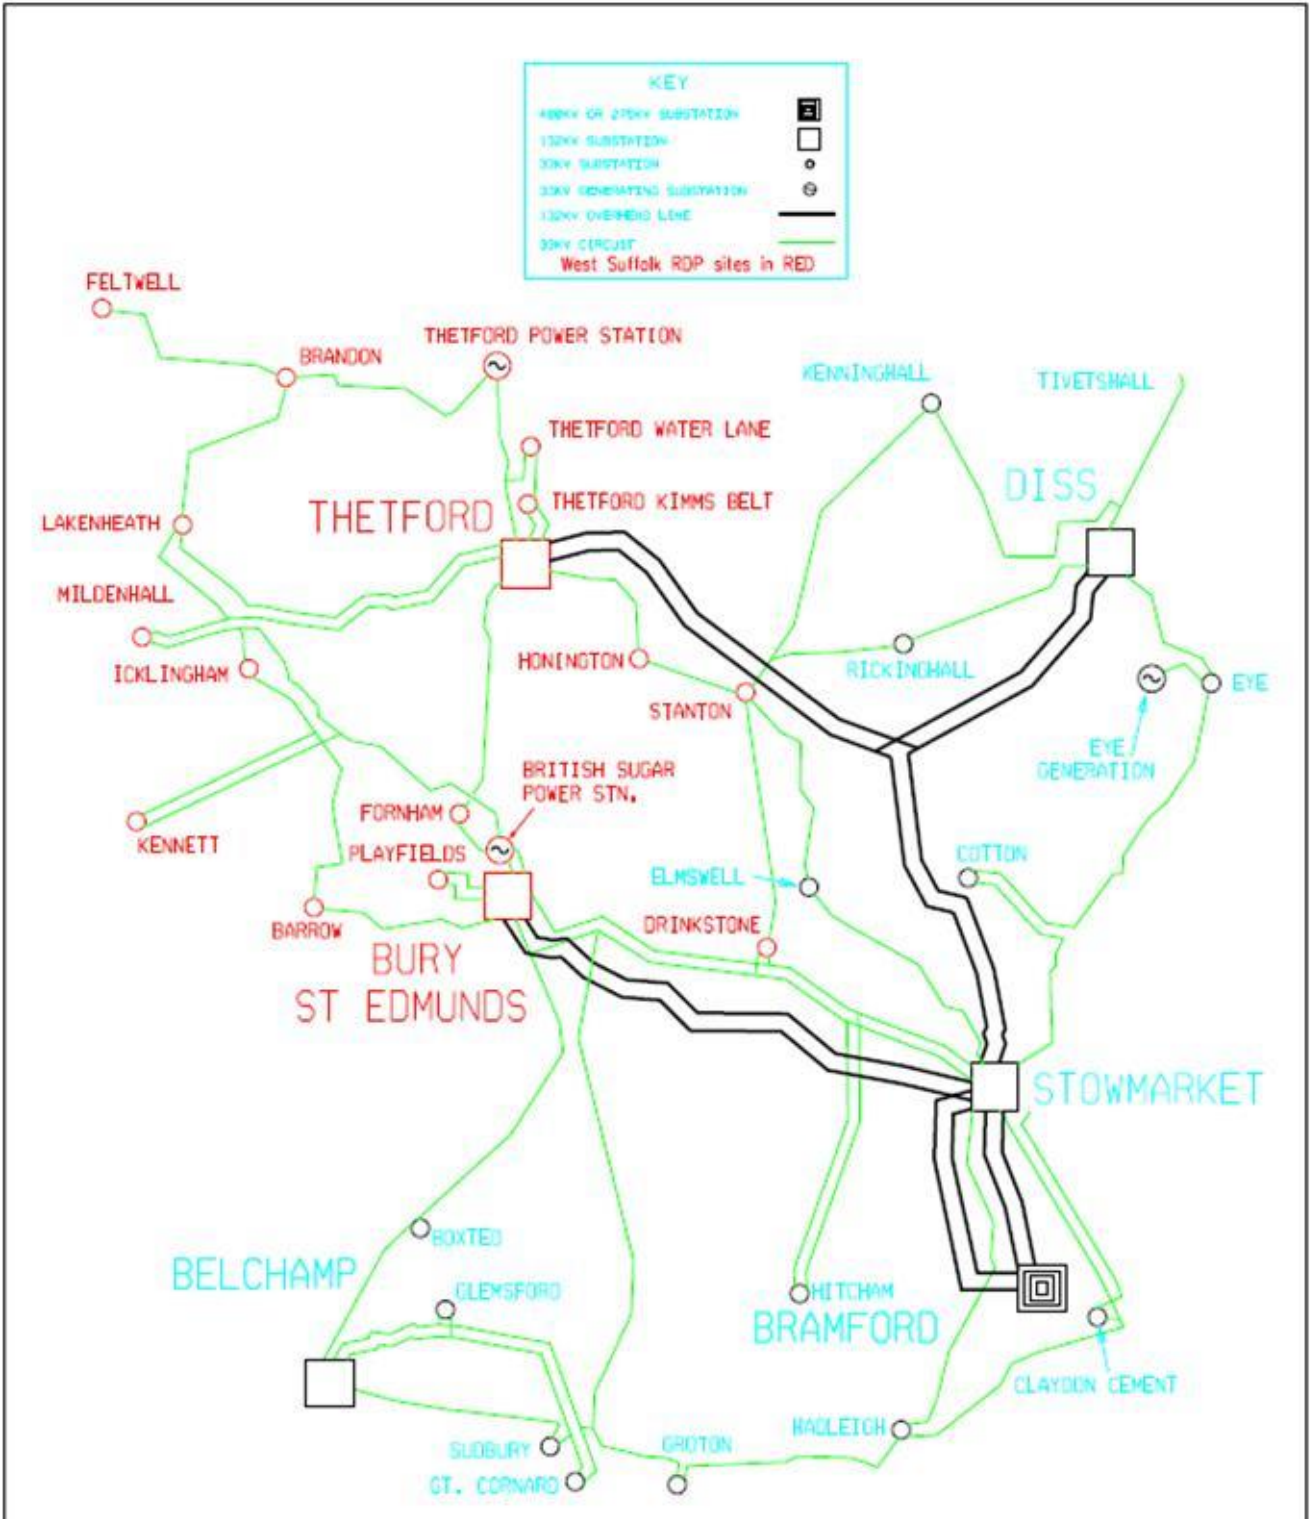 KEY
400KV OR 275KV SUBSTATION
132KV SUBSTATION
33KV SUBSTATION
33KV GENERATING SUBSTATION
132KV OVERHEAD LINE
33KV CIRCUIT
West Suffolk RDP sites in RED
FELTWELL
BRANDON
THETFORD POWER STATION
KENNINGHALL
TIVETSHALL
THETFORD WATER LANE
DISS
THETFORD KIMMS BELT
THETFORD
LAKENHEATH
MILDENHALL
ICKLINGHAM
HONINGTON
RICKINGHALL
STANTON
EYE
EYE
GENERATION
BRITISH SUGAR
POWER STN.
FORNHAM
KENNETT
PLAYFIELDS
COTTON
ELMSWELL
BARROW
DRINKSTONE
BURY
ST EDMUNDS
STOWMARKET
BOXTED
BELCHAMP
GLEMSFORD
HITCHAM
BRAMFORD
CLAYDON CEMENT
HADLEIGH
SUDBURY
GROTON
GT. CORNARD